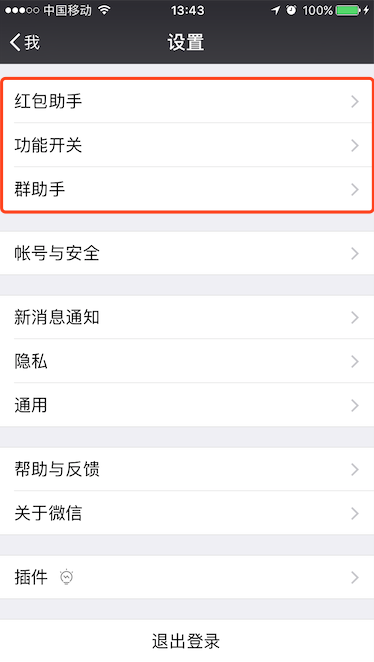 中国移动 13:43 100%
我 设置
红包助手
功能开关
群助手
帐号与安全
新消息通知
隐私
通用
帮助与反馈
关于微信
插件
退出登录